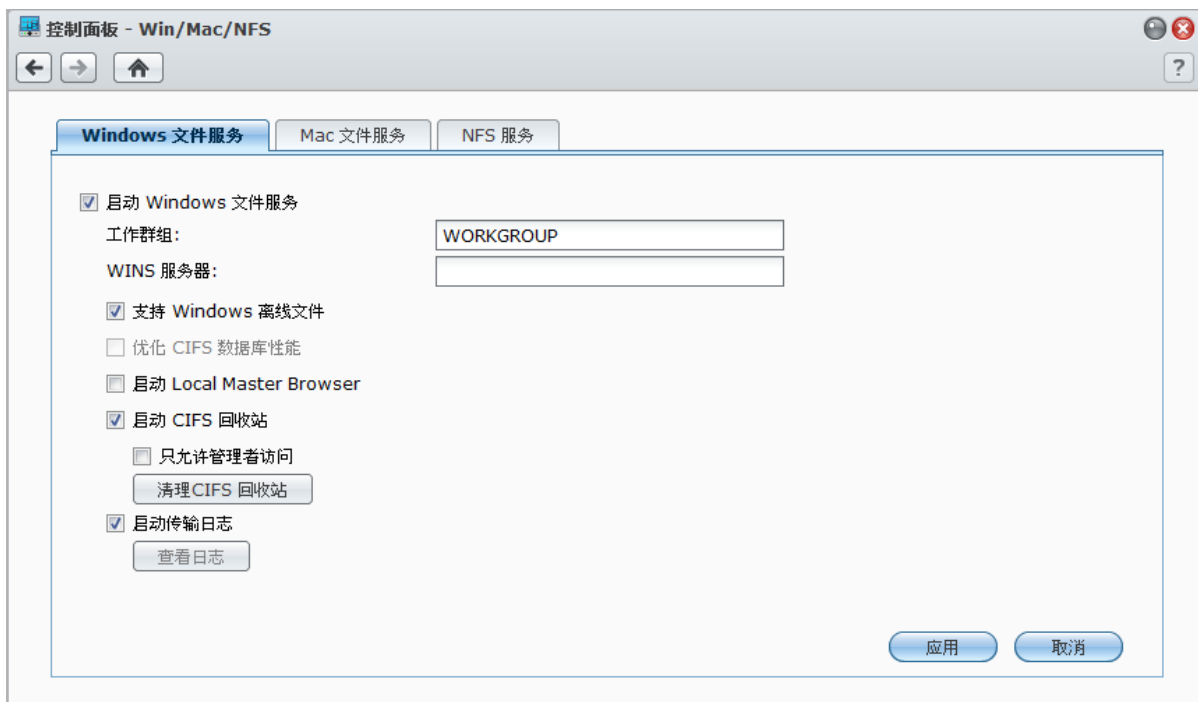 控制面板 - Win/Mac/NFS
?
Windows 文件服务 Mac 文件服务 NFS 服务
启动 Windows 文件服务
工作群组: WORKGROUP
WINS 服务器:
支持 Windows 离线文件
优化 CIFS 数据库性能
启动 Local Master Browser
启动 CIFS 回收站
只允许管理者访问
清理CIFS 回收站
启动传输日志
查看日志
应用 取消